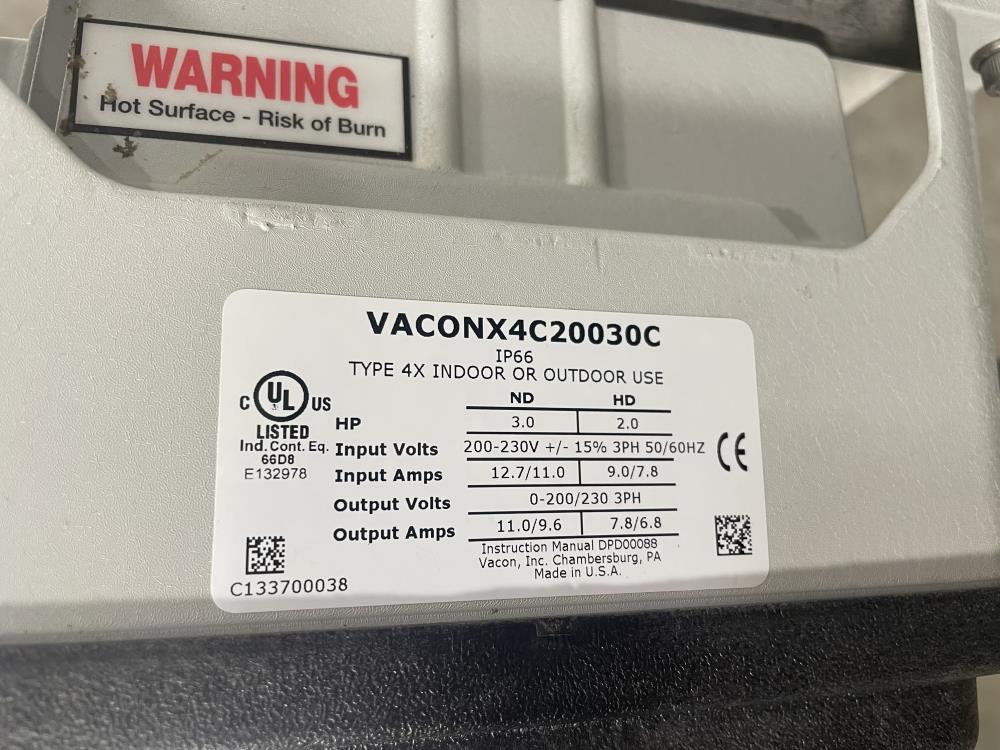 WARNING
Hot Surface - Risk of Burn
VACONX4C20030C
IP66
TYPE 4X INDOOR OR OUTDOOR USE
ND HD
C UL US
LISTED
Ind. Cont. Eq.
66D8
E132978
HP 3.0 2.0
Input Volts 200-230V +/- 15% 3PH 50/60HZ
Input Amps 12.7/11.0 9.0/7.8
Output Volts 0-200/230 3PH
Output Amps 11.0/9.6 7.8/6.8
CE
Instruction Manual DPD00088
Vacon, Inc. Chambersburg, PA
Made in U.S.A.
C133700038